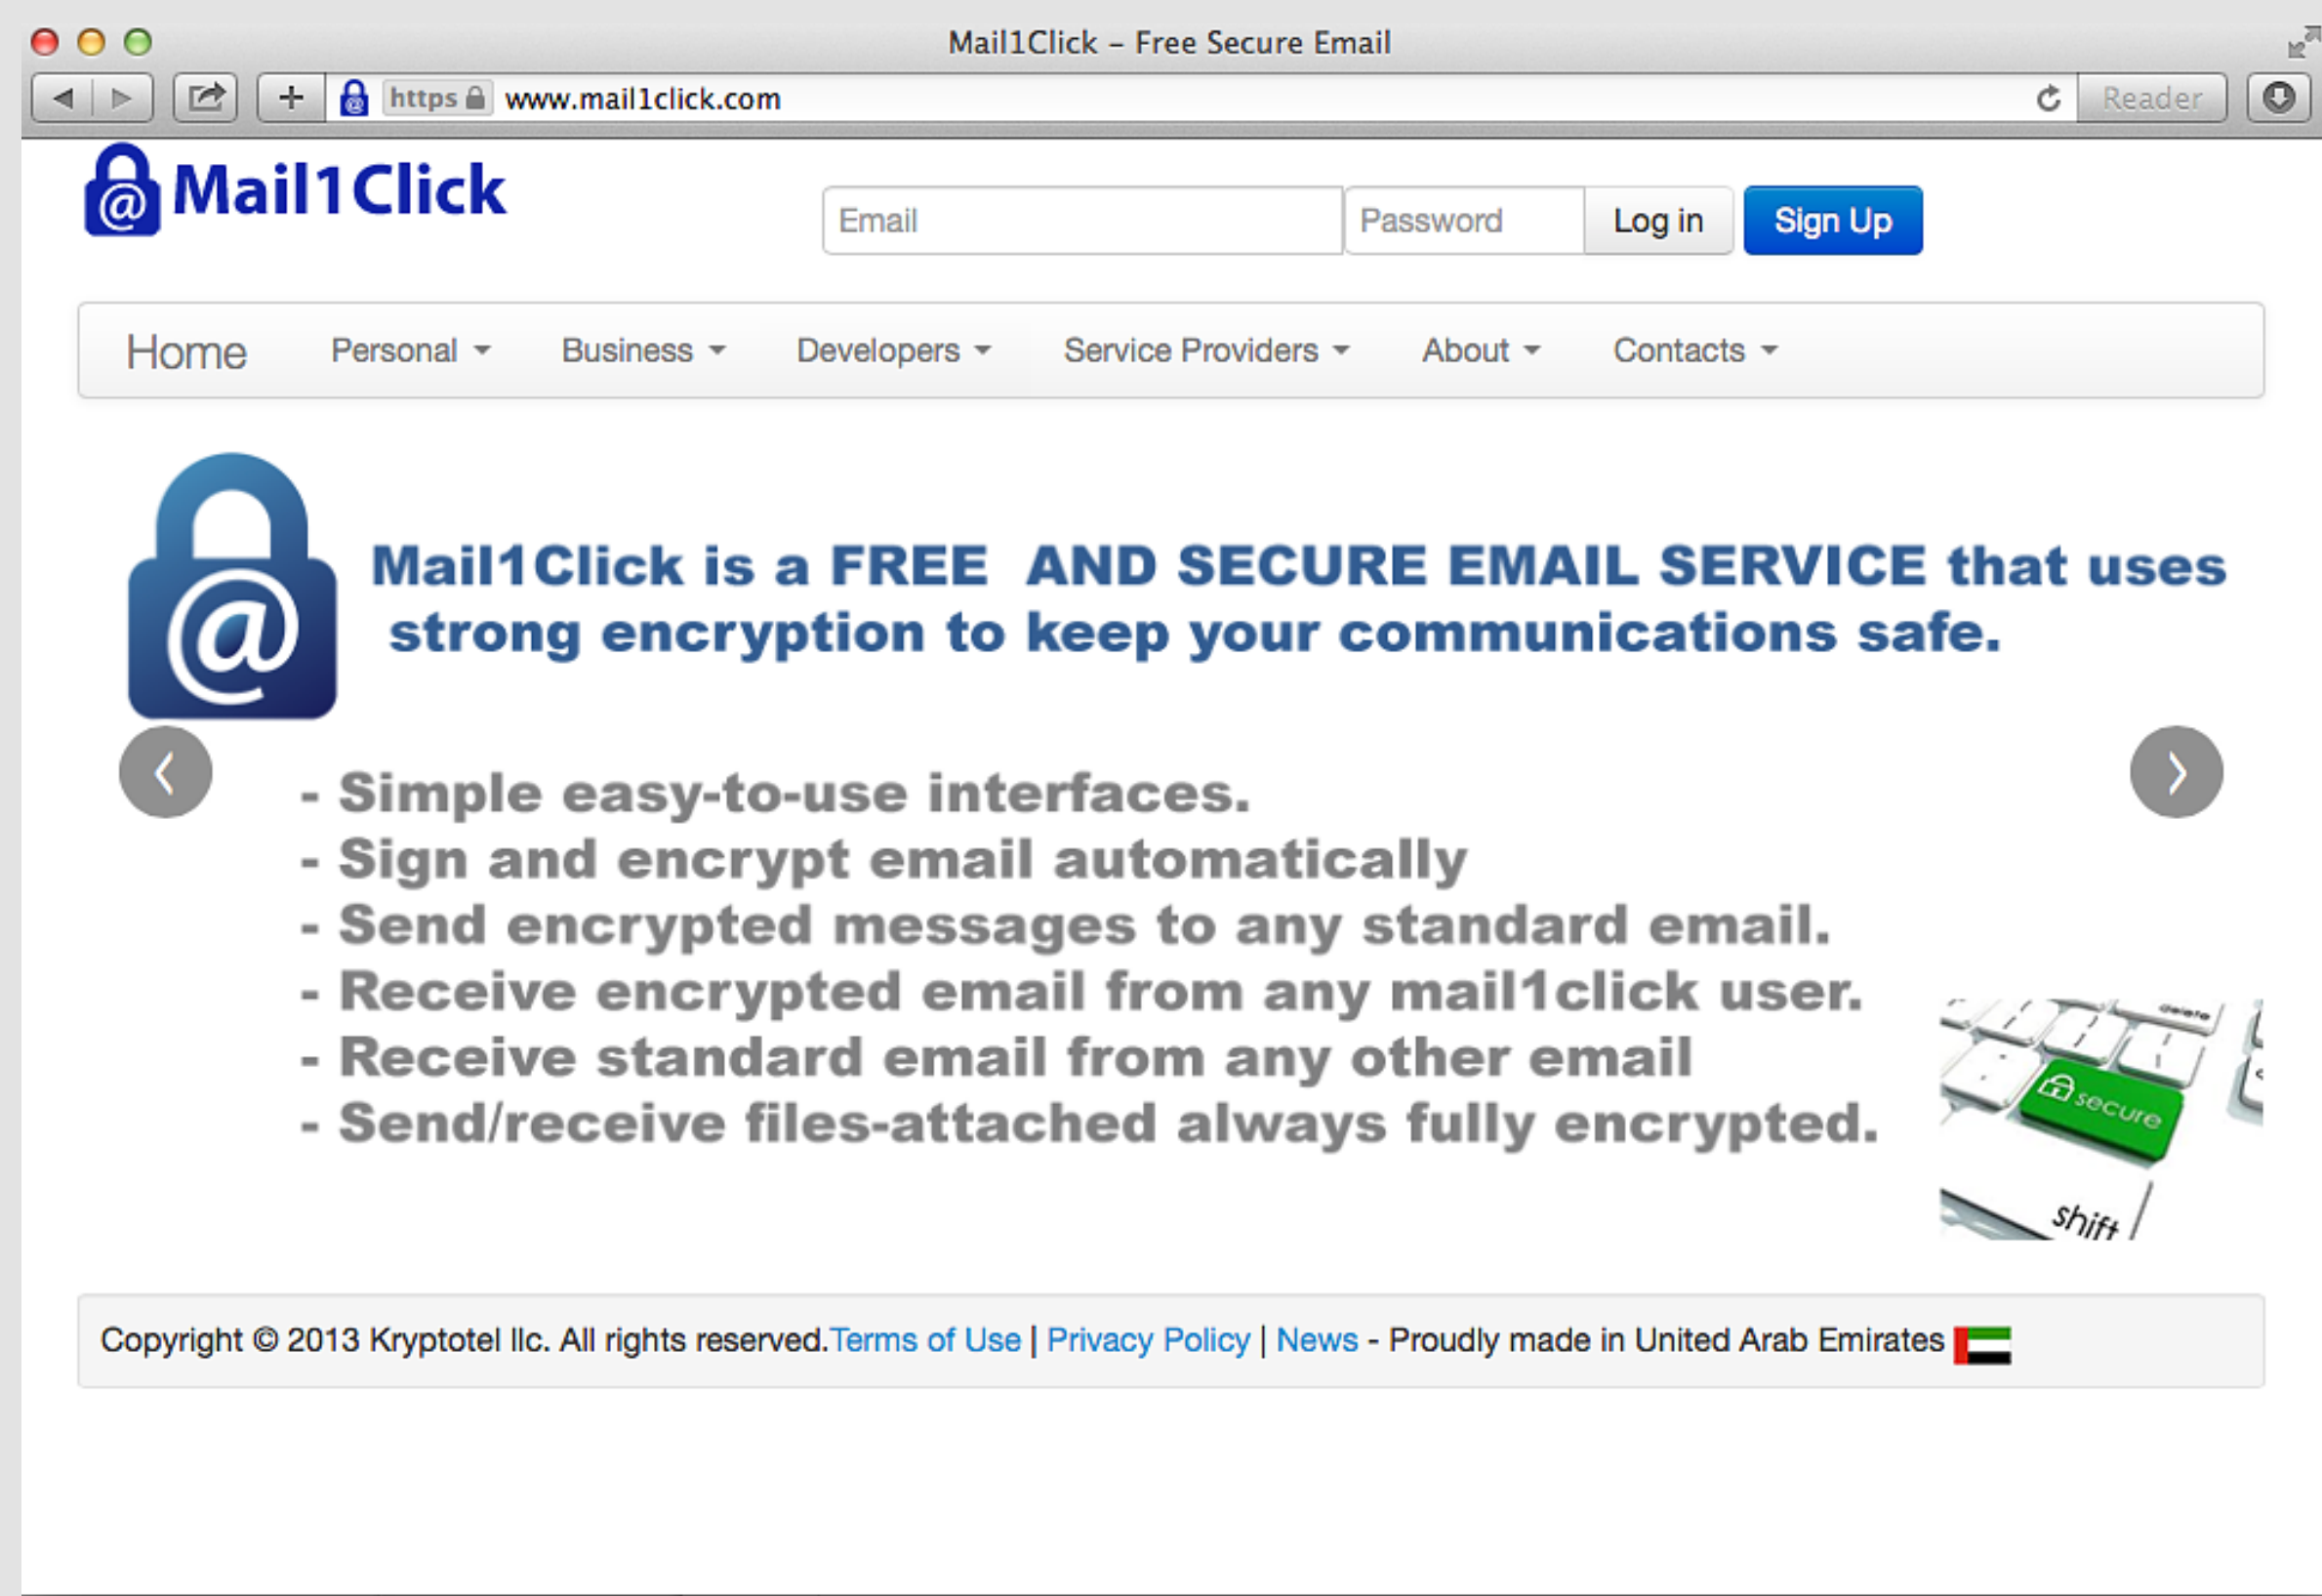 Mail1Click – Free Secure Email
https www.mail1click.com Reader
@ Mail1Click
Email Password Log in Sign Up
Home Personal Business Developers Service Providers About Contacts
@
Mail1Click is a FREE AND SECURE EMAIL SERVICE that uses
strong encryption to keep your communications safe.
- Simple easy-to-use interfaces.
- Sign and encrypt email automatically
- Send encrypted messages to any standard email.
- Receive encrypted email from any mail1click user.
- Receive standard email from any other email
- Send/receive files-attached always fully encrypted.
delete
secure
shift
Copyright © 2013 Kryptotel llc. All rights reserved.Terms of Use | Privacy Policy | News - Proudly made in United Arab Emirates